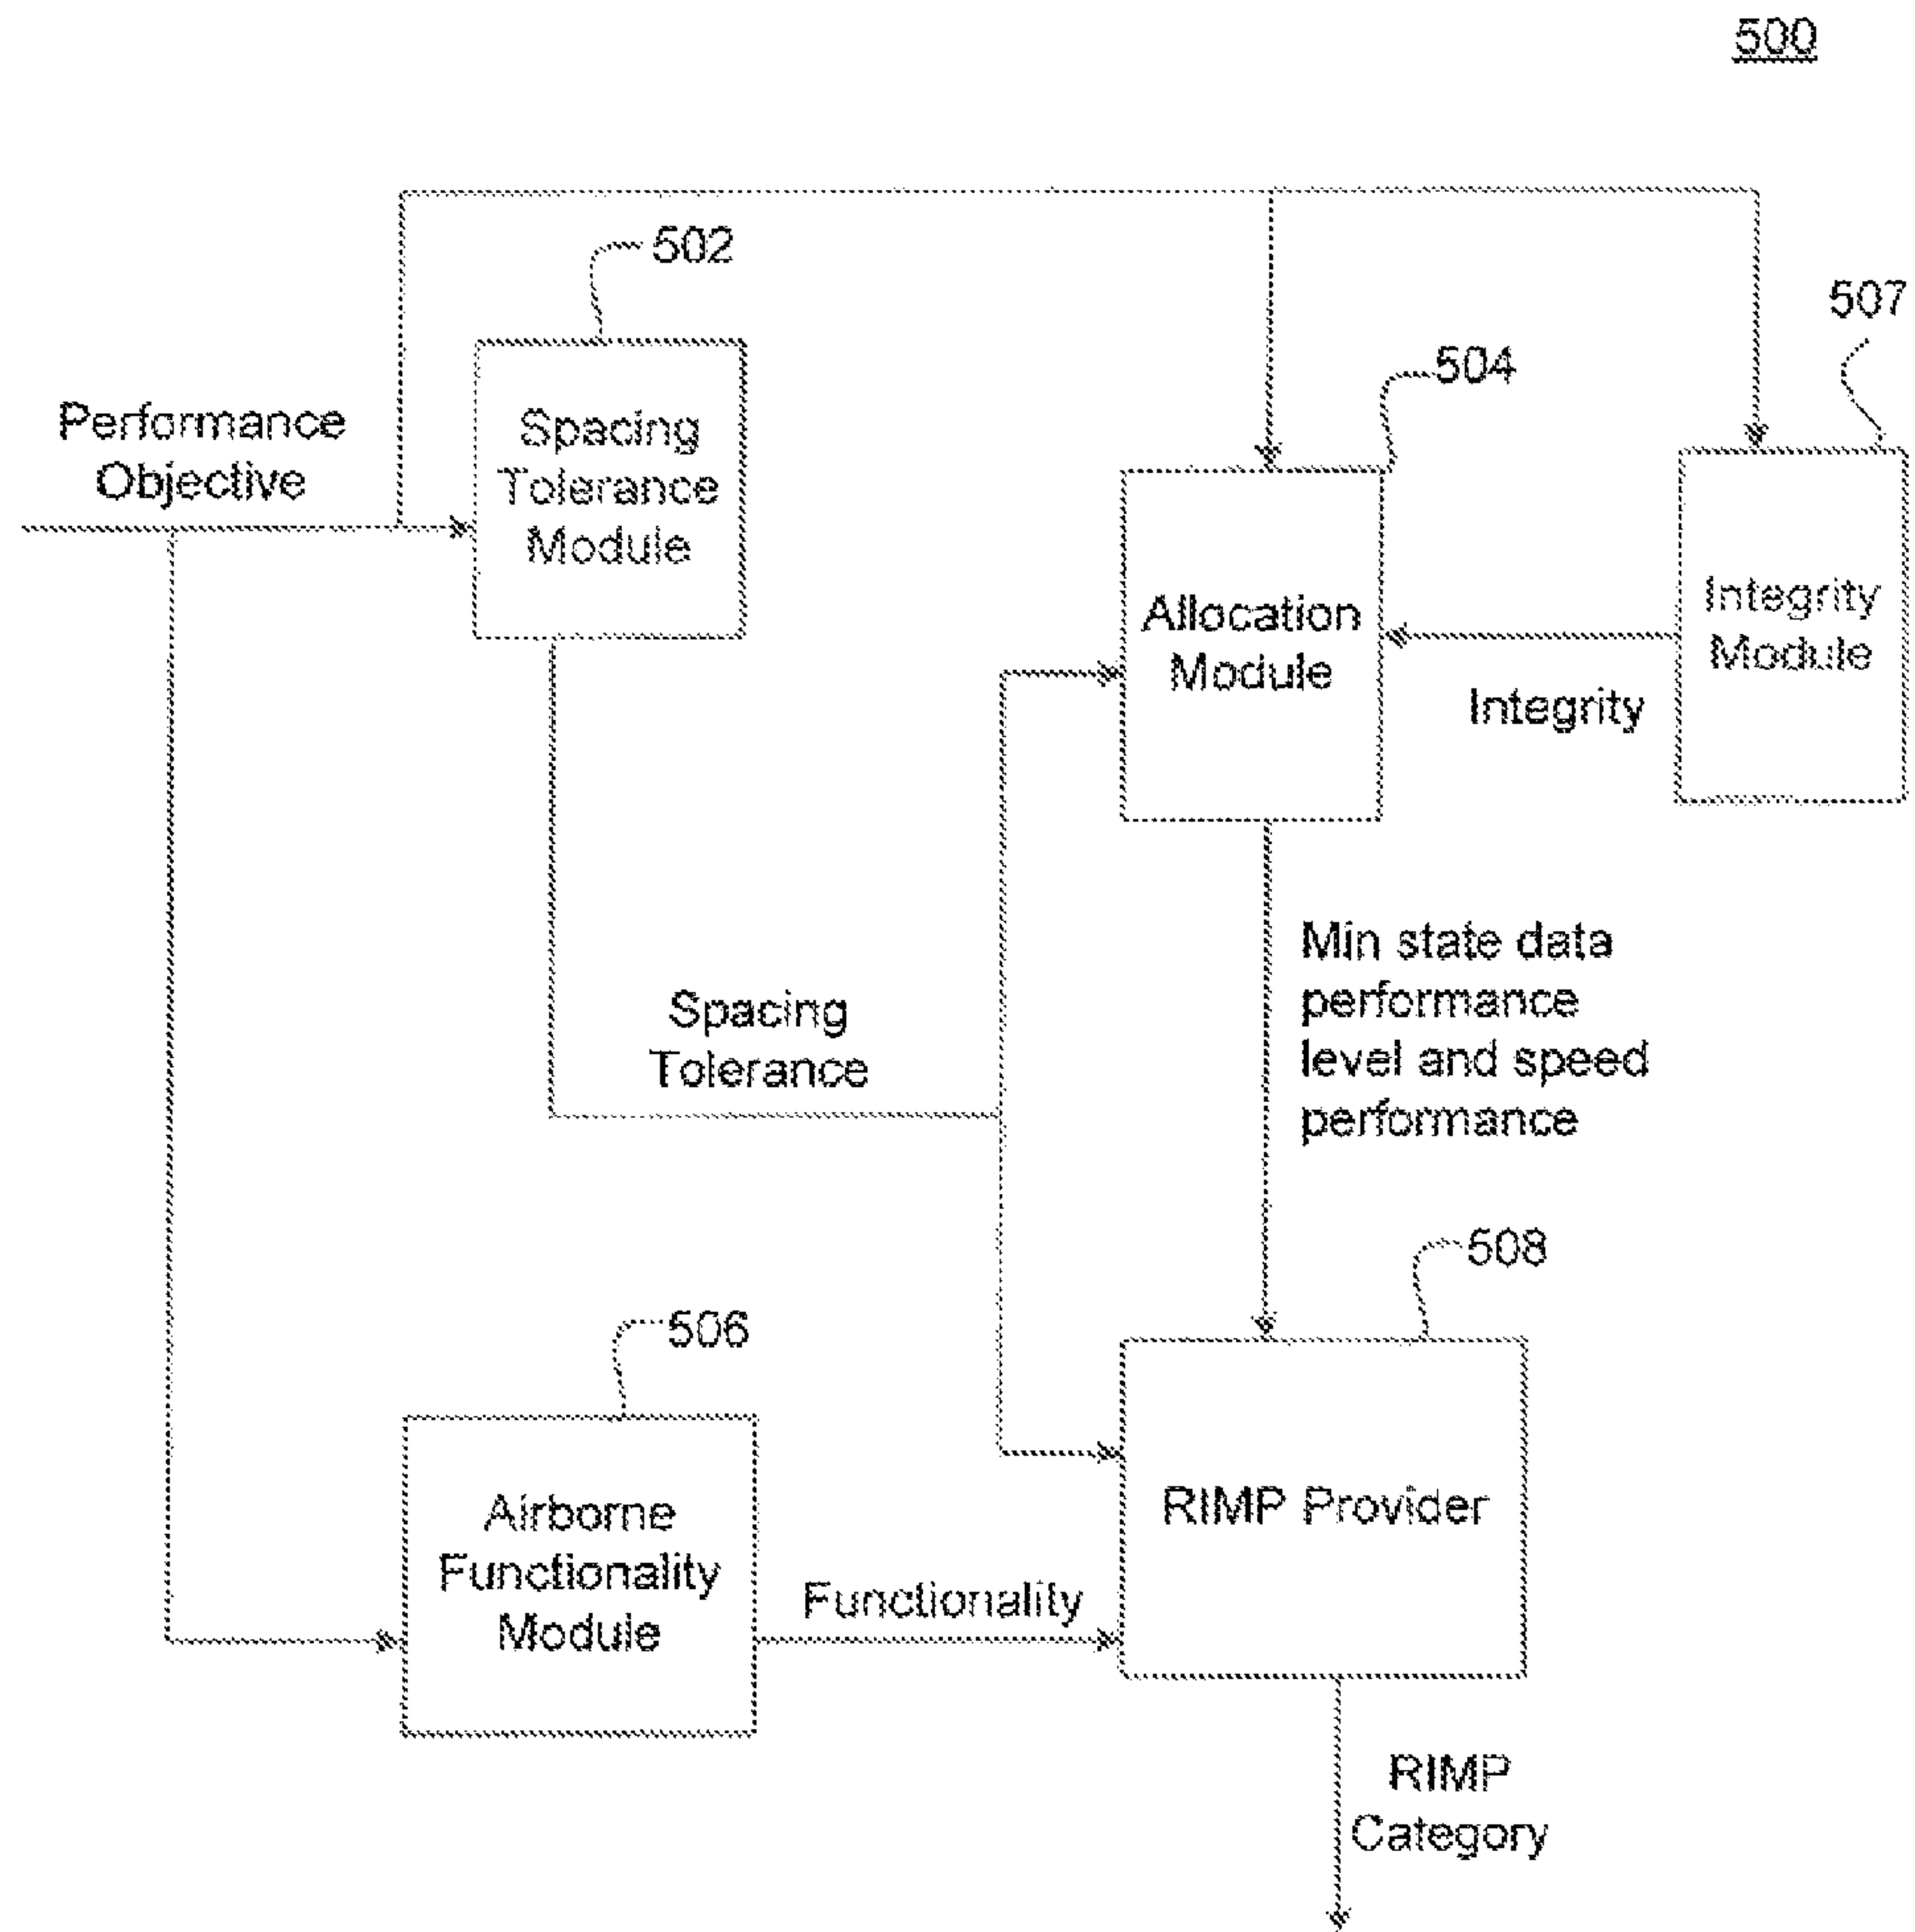 500
502
507
504
Performance
Objective
Spacing
Tolerance
Module
Allocation
Module
Integrity
Module
Integrity
Min state data
performance
level and speed
performance
Spacing
Tolerance
508
506
RIMP Provider
Airborne
Functionality
Module
Functionality
RIMP
Category